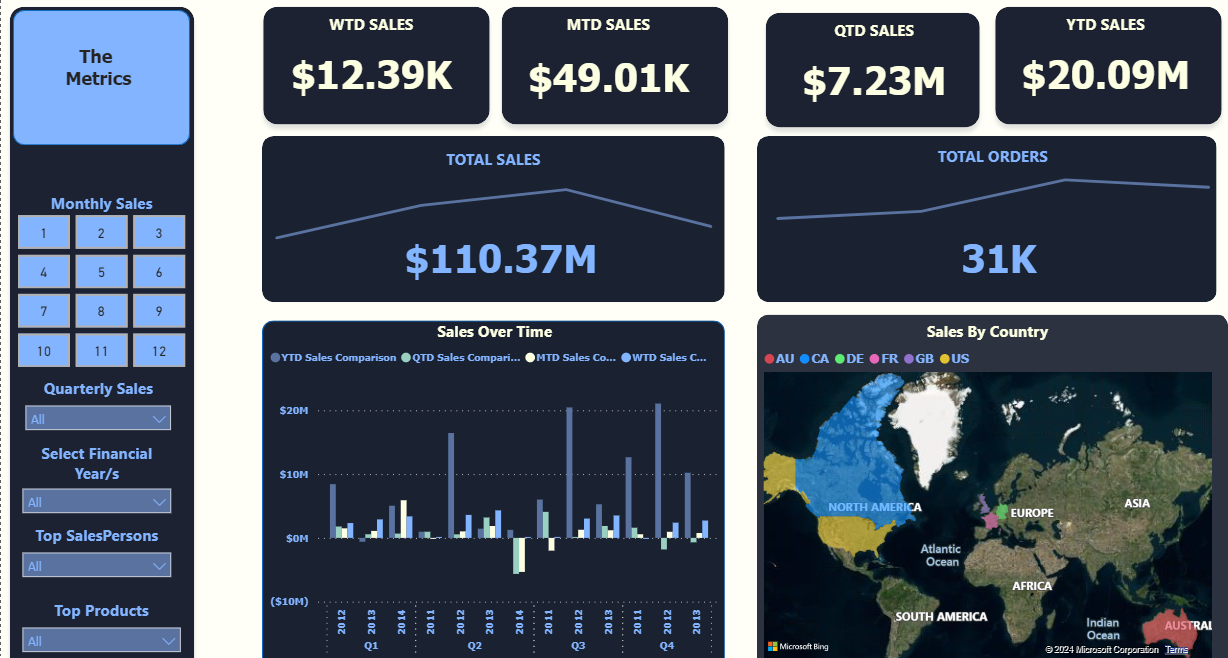 The
Metrics
Monthly Sales
1 2 3
4 5 6
7 8 9
10 11 12
Quarterly Sales
All
Select Financial
Year/s
All
Top SalesPersons
All
Top Products
All
WTD SALES
$12.39K
MTD SALES
$49.01K
QTD SALES
$7.23M
YTD SALES
$20.09M
TOTAL SALES
$110.37M
TOTAL ORDERS
31K
Sales Over Time
YTD Sales Comparison QTD Sales Compari... MTD Sales Co... WTD Sales C...
$20M
$10M
$0M
($10M)
2012 2013 2014 2011 2012 2013 2014 2011 2012 2013 2011 2012 2013
Q1 Q2 Q3 Q4
Sales By Country
AU CA DE FR GB US
NORTH AMERICA
EUROPE
ASIA
Atlantic
Ocean
AFRICA
SOUTH AMERICA
Indian
Ocean
AUSTRAL
Microsoft Bing
© 2024 Microsoft Corporation Terms